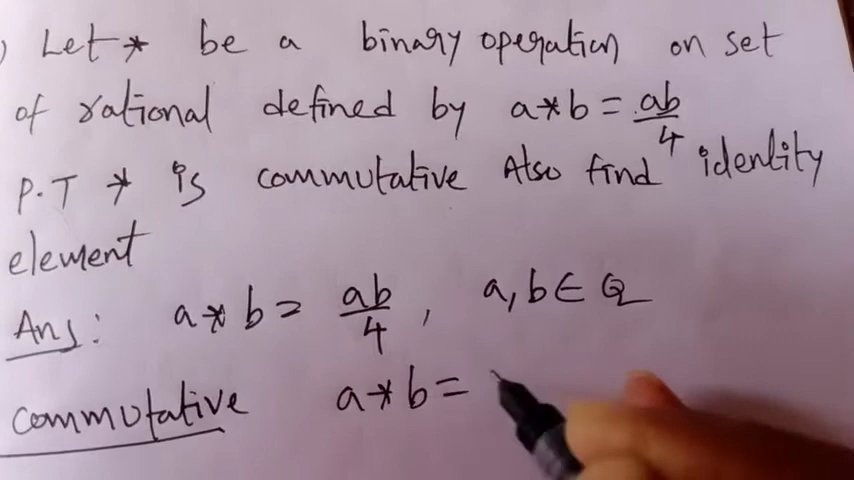 ) Let * be a binary operation on set
of rational defined by a*b = ab/4
P.T * is commutative Also find identity
element
Ans: a*b = ab/4, a,b ∈ Q
commutative a*b =